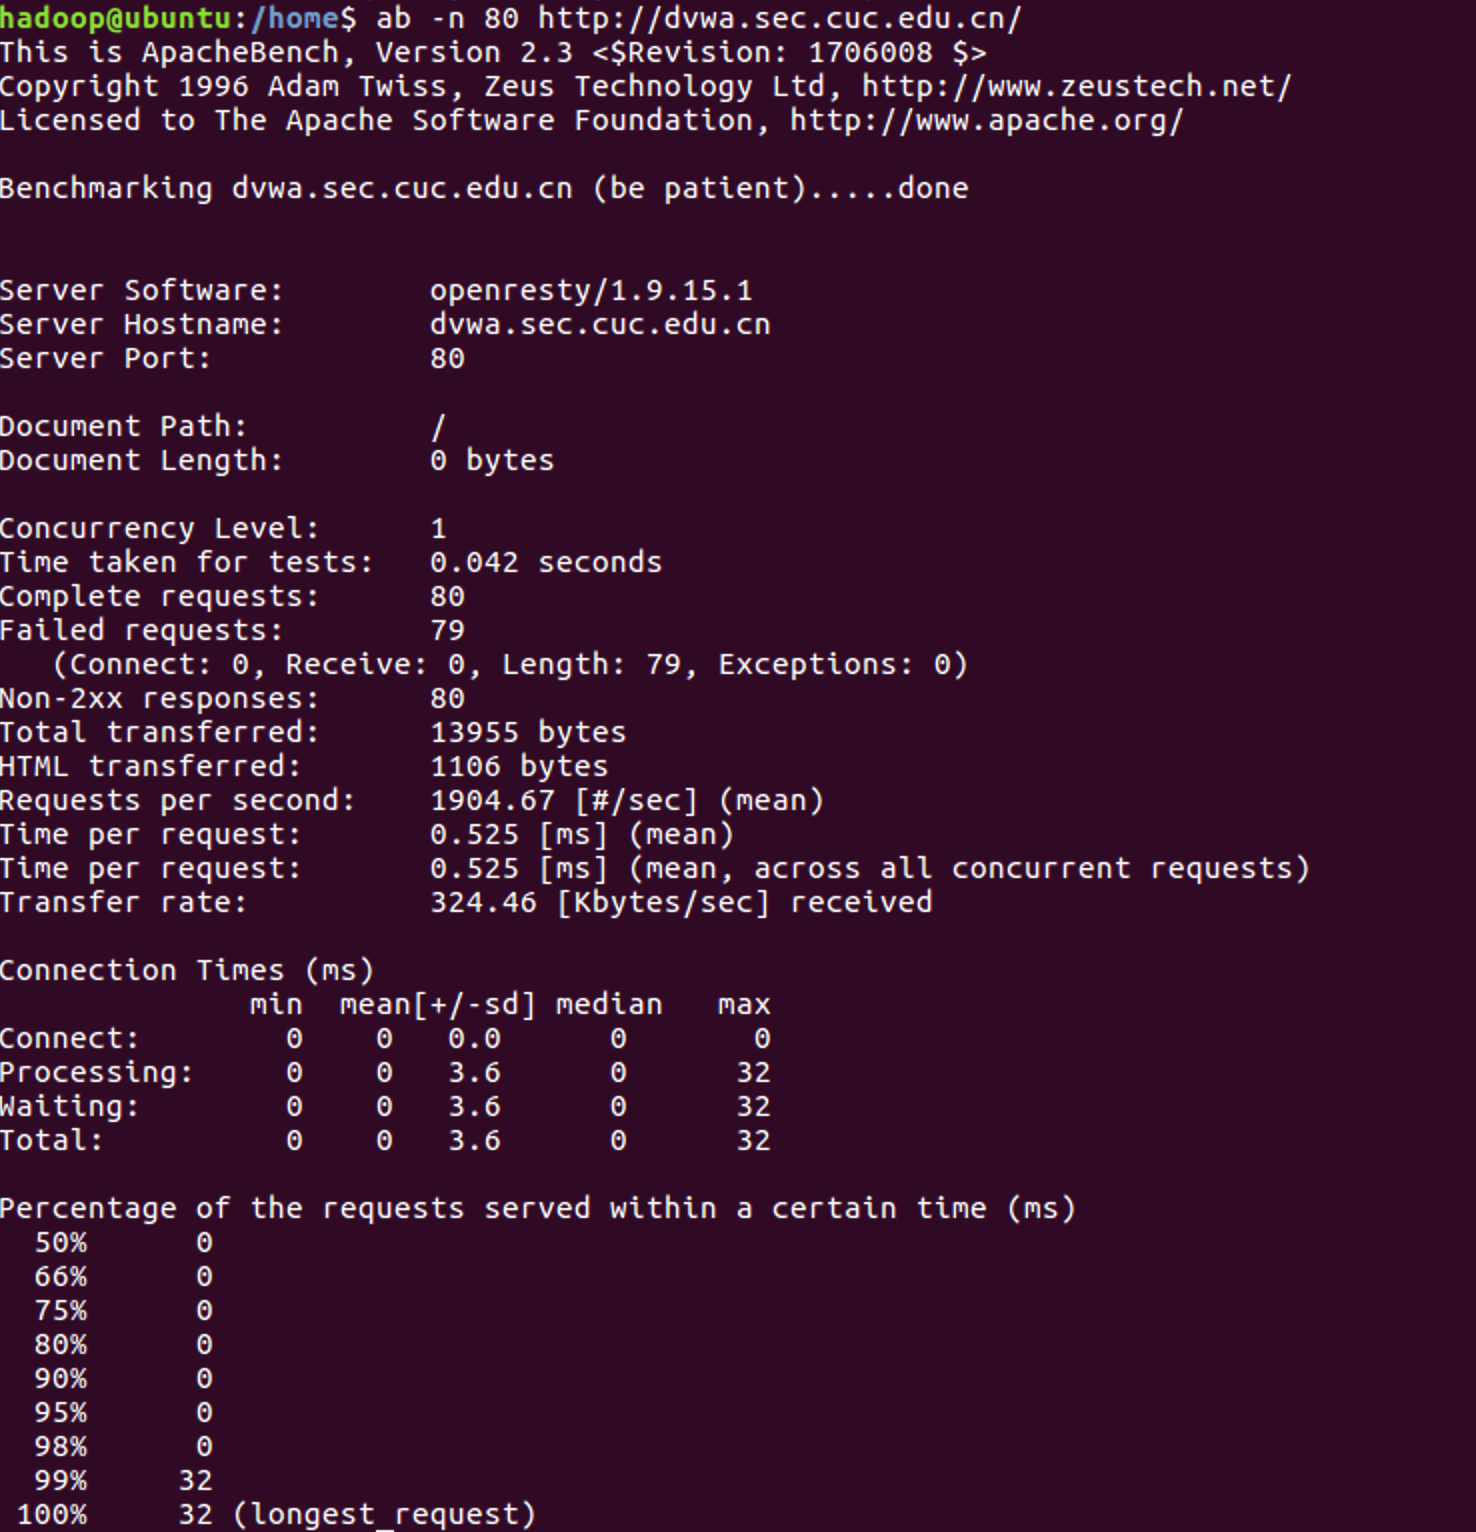 hadoop@ubuntu:/home$ ab -n 80 http://dvwa.sec.cuc.edu.cn/
This is ApacheBench, Version 2.3 <$Revision: 1706008 $>
Copyright 1996 Adam Twiss, Zeus Technology Ltd, http://www.zeustech.net/
Licensed to The Apache Software Foundation, http://www.apache.org/

Benchmarking dvwa.sec.cuc.edu.cn (be patient).....done


Server Software:        openresty/1.9.15.1
Server Hostname:        dvwa.sec.cuc.edu.cn
Server Port:            80

Document Path:          /
Document Length:        0 bytes

Concurrency Level:      1
Time taken for tests:   0.042 seconds
Complete requests:      80
Failed requests:        79
   (Connect: 0, Receive: 0, Length: 79, Exceptions: 0)
Non-2xx responses:      80
Total transferred:      13955 bytes
HTML transferred:       1106 bytes
Requests per second:    1904.67 [#/sec] (mean)
Time per request:       0.525 [ms] (mean)
Time per request:       0.525 [ms] (mean, across all concurrent requests)
Transfer rate:          324.46 [Kbytes/sec] received

Connection Times (ms)
              min  mean[+/-sd] median   max
Connect:        0    0   0.0      0       0
Processing:     0    0   3.6      0      32
Waiting:        0    0   3.6      0      32
Total:          0    0   3.6      0      32

Percentage of the requests served within a certain time (ms)
  50%      0
  66%      0
  75%      0
  80%      0
  90%      0
  95%      0
  98%      0
  99%     32
 100%     32 (longest request)